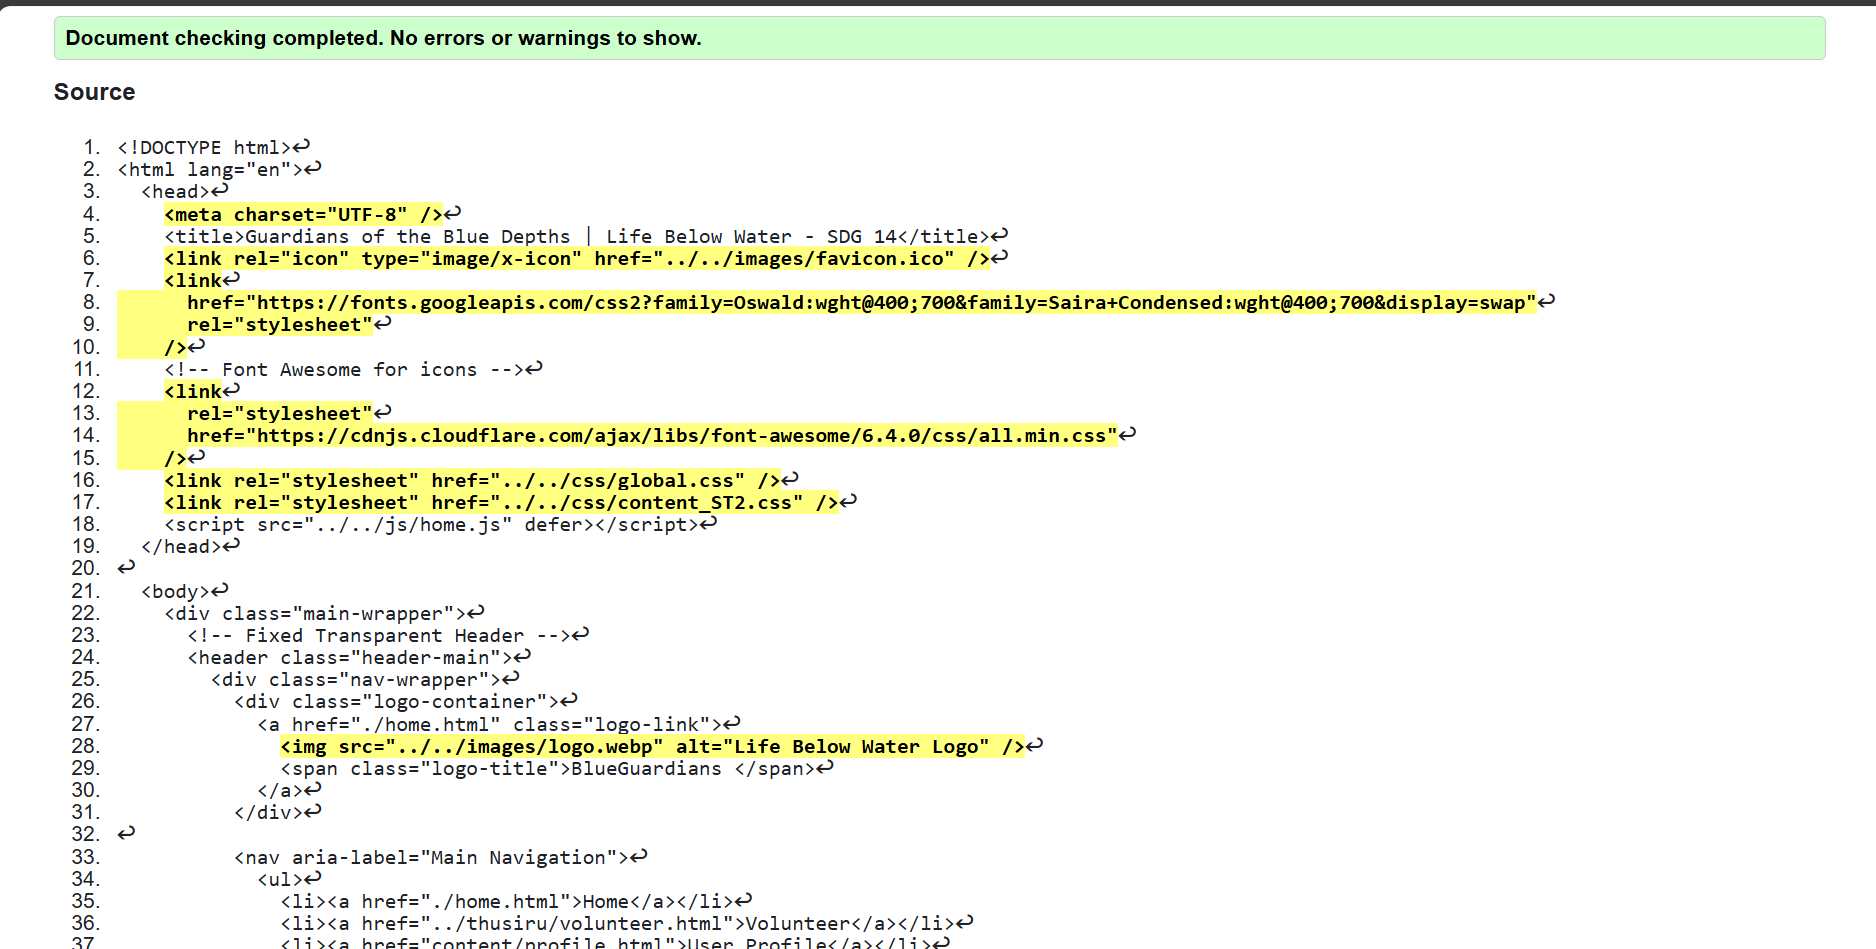 Document checking completed. No errors or warnings to show.
Source
1. <!DOCTYPE html>↩
2. <html lang="en">↩
3. <head>↩
4. <meta charset="UTF-8" />↩
5. <title>Guardians of the Blue Depths | Life Below Water - SDG 14</title>↩
6. <link rel="icon" type="image/x-icon" href="../../images/favicon.ico" />↩
7. <link↩
8. href="https://fonts.googleapis.com/css2?family=Oswald:wght@400;700&family=Saira+Condensed:wght@400;700&display=swap"↩
9. rel="stylesheet"↩
10. />↩
11. <!-- Font Awesome for icons -->↩
12. <link↩
13. rel="stylesheet"↩
14. href="https://cdnjs.cloudflare.com/ajax/libs/font-awesome/6.4.0/css/all.min.css"↩
15. />↩
16. <link rel="stylesheet" href="../../css/global.css" />↩
17. <link rel="stylesheet" href="../../css/content_ST2.css" />↩
18. <script src="../../js/home.js" defer></script>↩
19. </head>↩
20. ↩
21. <body>↩
22. <div class="main-wrapper">↩
23. <!-- Fixed Transparent Header -->↩
24. <header class="header-main">↩
25. <div class="nav-wrapper">↩
26. <div class="logo-container">↩
27. <a href="./home.html" class="logo-link">↩
28. <img src="../../images/logo.webp" alt="Life Below Water Logo" />↩
29. <span class="logo-title">BlueGuardians </span>↩
30. </a>↩
31. </div>↩
32. ↩
33. <nav aria-label="Main Navigation">↩
34. <ul>↩
35. <li><a href="./home.html">Home</a></li>↩
36. <li><a href="../thusiru/volunteer.html">Volunteer</a></li>↩
37. <li><a href="content/profile.html">User Profile</a></li>↩